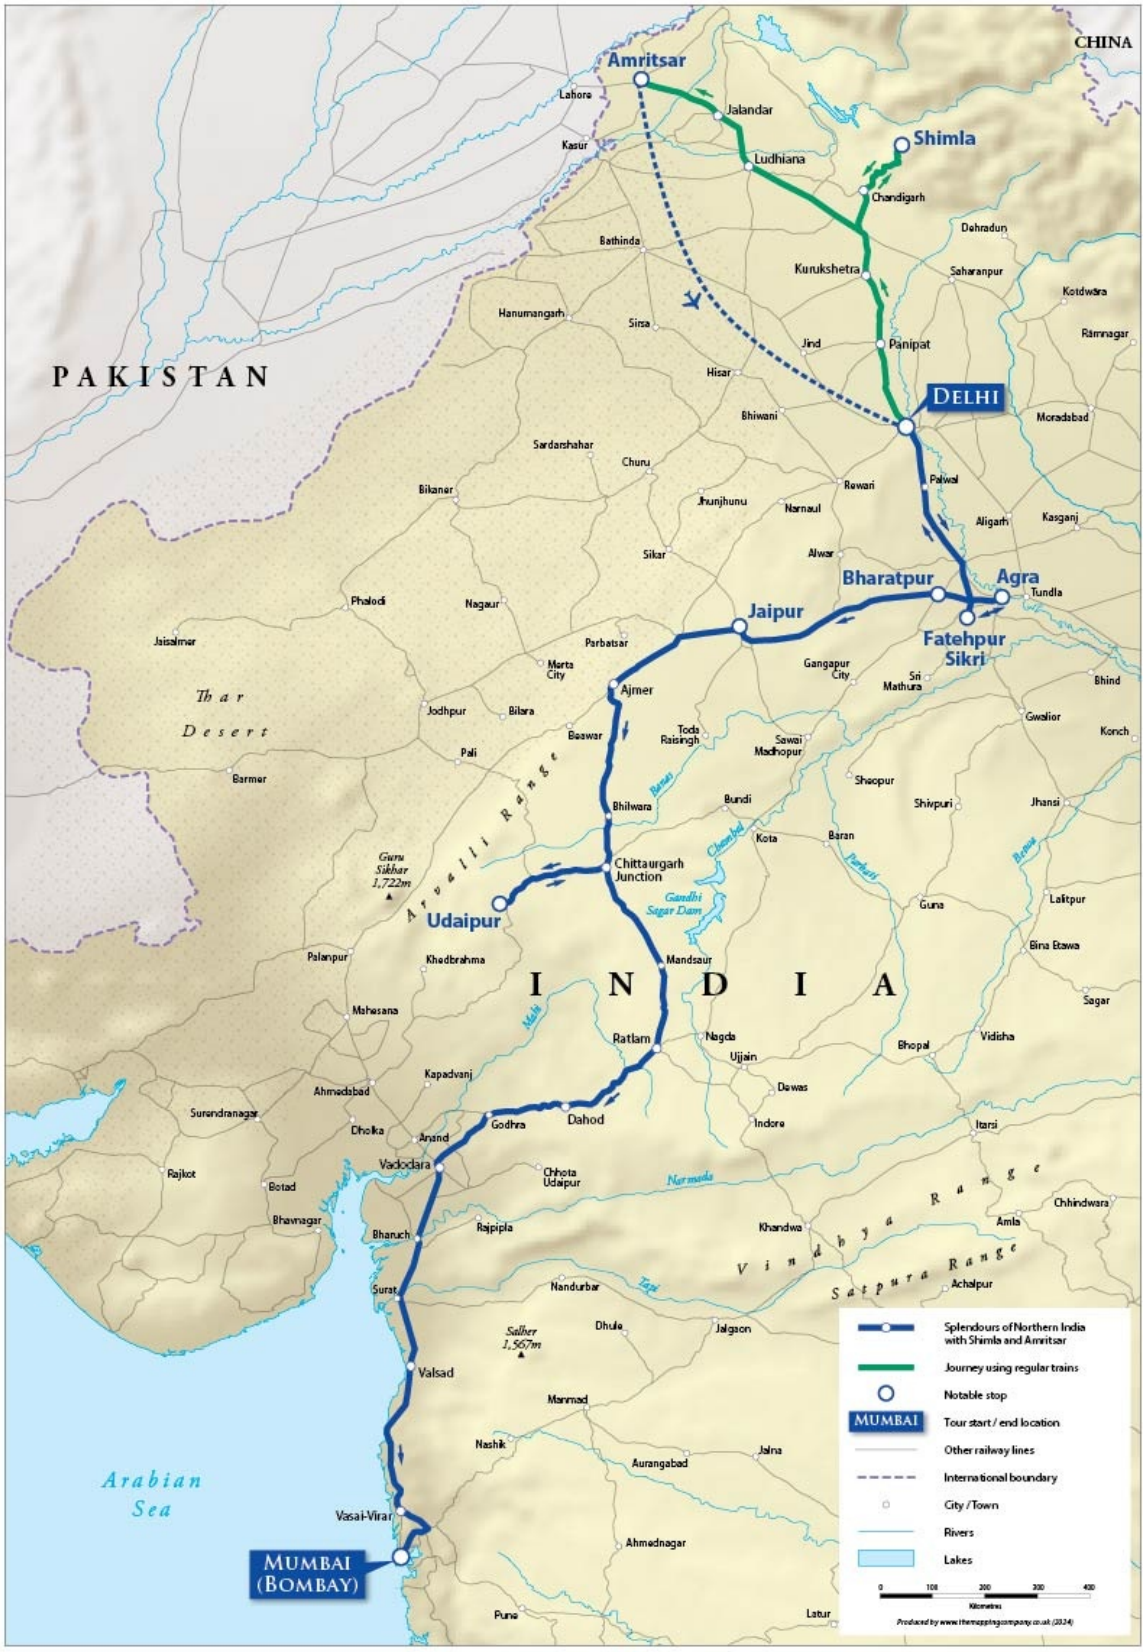 CHINA
Amritsar
Lahore
Jalandar
Shimla
Kasur
Ludhiana
Chandigarh
Dehradun
Bathinda
Kurukshetra
Saharanpur
Kotdwāra
Hanumangarh
Sirsa
Rāmnagar
Jind
Panipat
PAKISTAN
Hisar
DELHI
Bhiwani
Moradabad
Sardarshahar
Churu
Bikaner
Rewari
Palwal
Jhunjhunu
Narnaul
Aligarh
Kasganj
Sikar
Alwar
Bharatpur
Agra
Tundla
Phalodi
Nagaur
Jaipur
Jaisalmer
Parbatsar
Fatehpur
Sikri
Merta
City
Gangapur
City
Sri
Mathura
Bhind
Thar
Desert
Ajmer
Jodhpur
Bilara
Gwalior
Beawar
Toda
Raisingh
Sawai
Madhopur
Konch
Pali
Barmer
Sheopur
Banas
Aravalli Range
Bhilwara
Bundi
Shivpuri
Jhansi
Chambal
Kota
Baran
Parbati
Betwa
Guru
Sikhar
1,722m
Chittaurgarh
Junction
Gandhi
Sagar Dam
Guna
Lalitpur
Udaipur
Palanpur
Khedbrahma
Mandsaur
Bina Etawa
INDIA
Sagar
Mahesana
Mahi
Ratlam
Nagda
Ujjain
Bhopal
Vidisha
Ahmedabad
Kapadvanj
Dewas
Surendranagar
Dholka
Anand
Godhra
Dahod
Indore
Itarsi
Vadodara
Rajkot
Botad
Chhota
Udaipur
Narmada
Chhindwara
Bhavnagar
Bharuch
Rajpipla
Khandwa
Amla
Vindhya Range
Satpura Range
Surat
Nandurbar
Tapi
Achalpur
Salher
1,567m
Dhule
Jalgaon
Valsad
Manmad
Nashik
Aurangabad
Jalna
Arabian
Sea
Vasai-Virar
Ahmednagar
MUMBAI
(BOMBAY)
Pune
Latur
Splendours of Northern India
with Shimla and Amritsar
Journey using regular trains
Notable stop
MUMBAI
Tour start / end location
Other railway lines
International boundary
City / Town
Rivers
Lakes
0 100 200 300 400
Kilometres
Produced by www.themappingcompany.co.uk (2024)